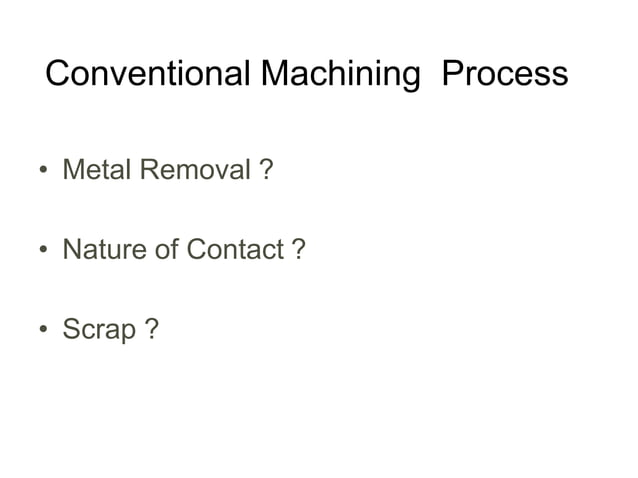 Conventional Machining  Process
• Metal Removal ?
• Nature of Contact ?
• Scrap ?